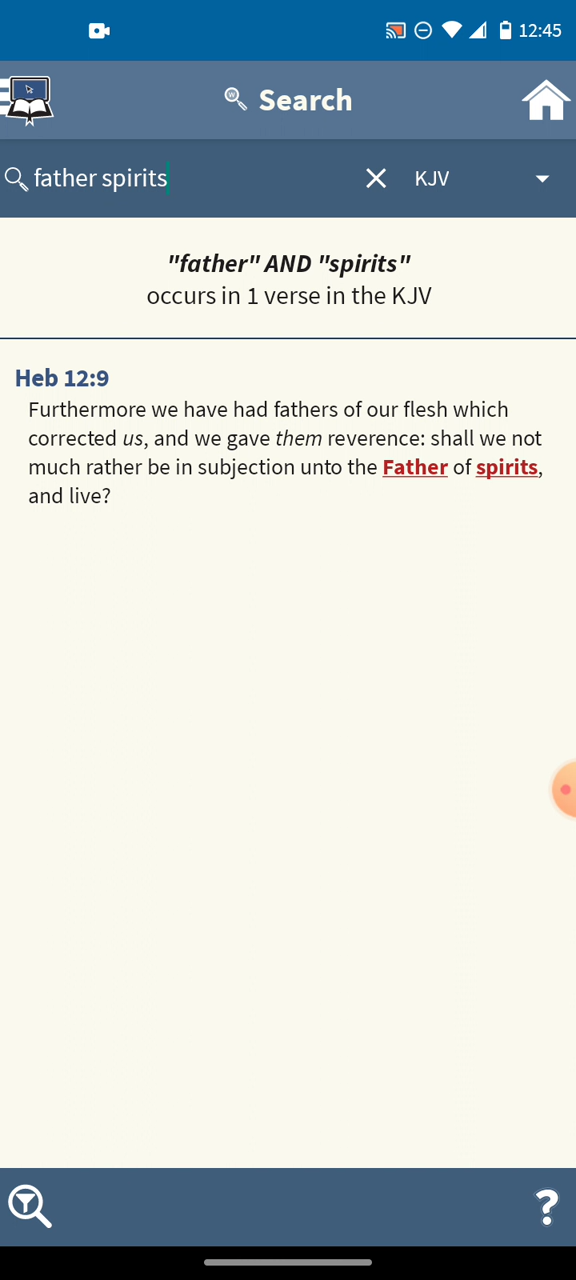 12:45
Search
father spirits
KJV
"father" AND "spirits"
occurs in 1 verse in the KJV
Heb 12:9
Furthermore we have had fathers of our flesh which
corrected us, and we gave them reverence: shall we not
much rather be in subjection unto the Father of spirits,
and live?
?